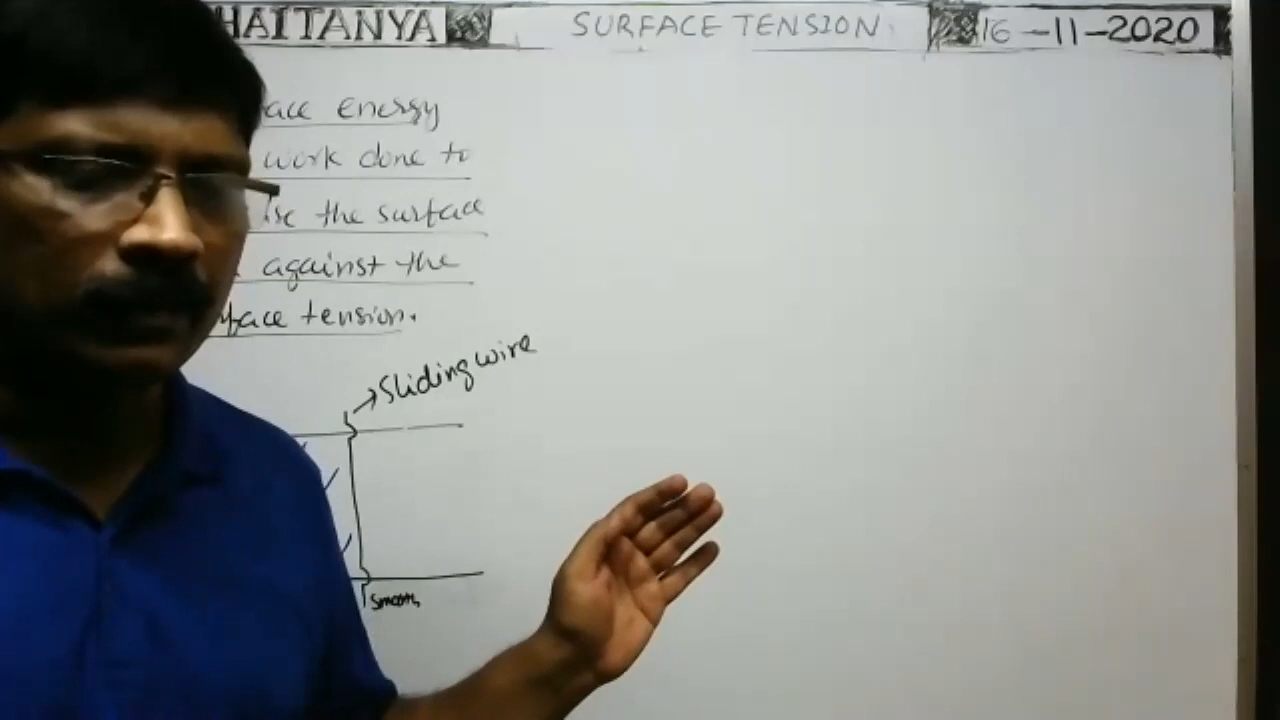 HAITANYA SURFACE TENSION 16-11-2020
ace energy
work done to
se the surface
against the
face tension.
→Sliding wire
Smooth